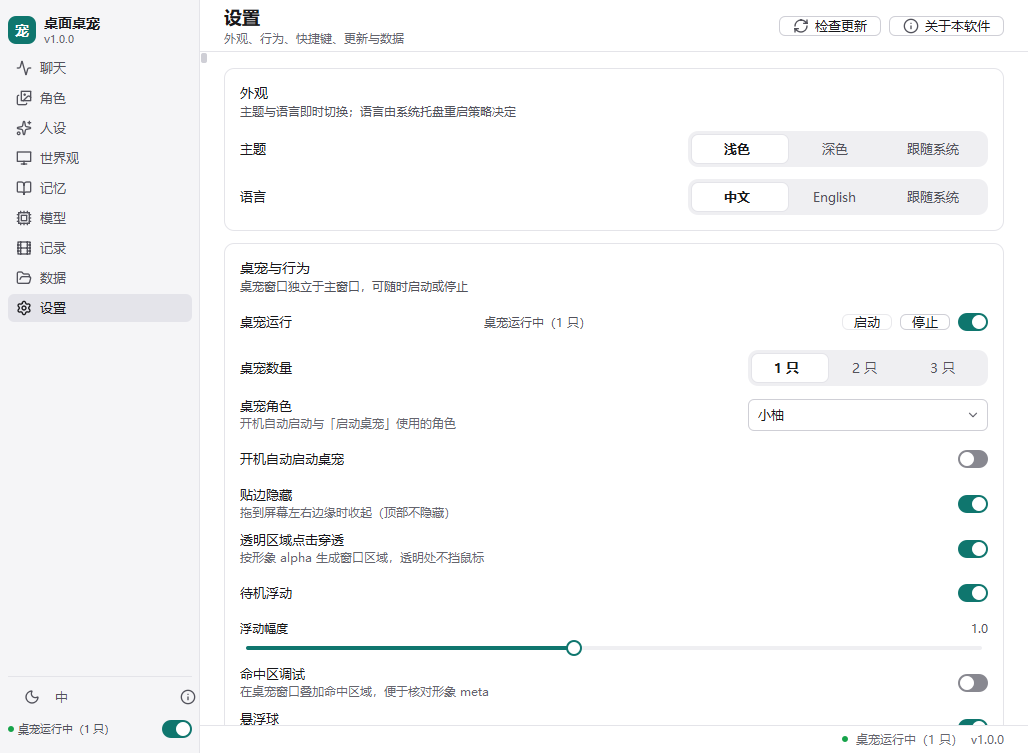 宠
桌面桌宠
v1.0.0
聊天
角色
人设
世界观
记忆
模型
记录
数据
设置
中
桌宠运行中（1 只）
设置
外观、行为、快捷键、更新与数据
检查更新
关于本软件
外观
主题与语言即时切换；语言由系统托盘重启策略决定
主题
浅色 深色 跟随系统
语言
中文 English 跟随系统
桌宠与行为
桌宠窗口独立于主窗口，可随时启动或停止
桌宠运行 桌宠运行中（1 只） 启动 停止
桌宠数量 1 只 2 只 3 只
桌宠角色
开机自动启动与「启动桌宠」使用的角色
小柚
开机自动启动桌宠
贴边隐藏
拖到屏幕左右边缘时收起（顶部不隐藏）
透明区域点击穿透
按形象 alpha 生成窗口区域，透明处不挡鼠标
待机浮动
浮动幅度 1.0
命中区调试
在桌宠窗口叠加命中区域，便于核对形象 meta
悬浮球
桌宠运行中（1 只） v1.0.0